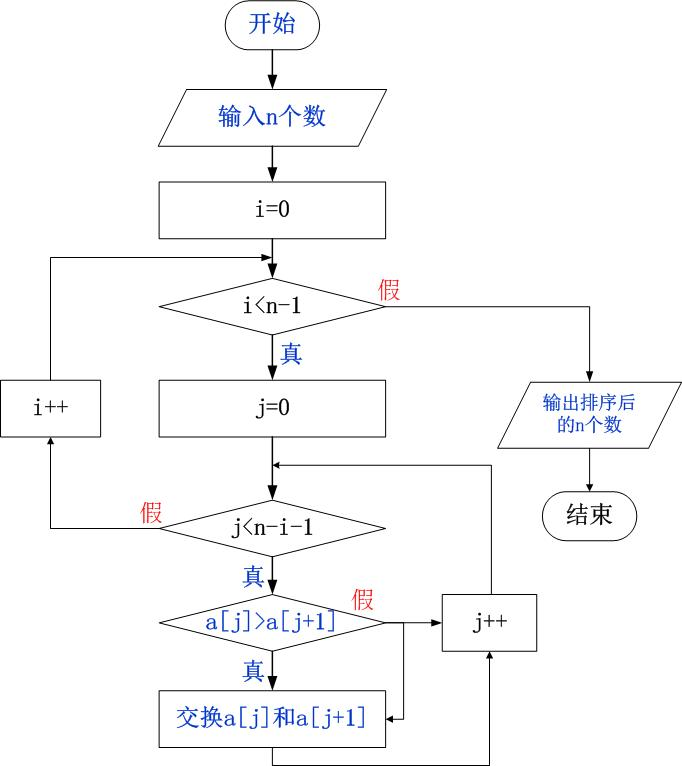 开始
输入n个数
i=0
i<n-1
假
真
i++
j=0
输出排序后
的n个数
假
j<n-i-1
结束
真
假
a[j]>a[j+1]
j++
真
交换a[j]和a[j+1]